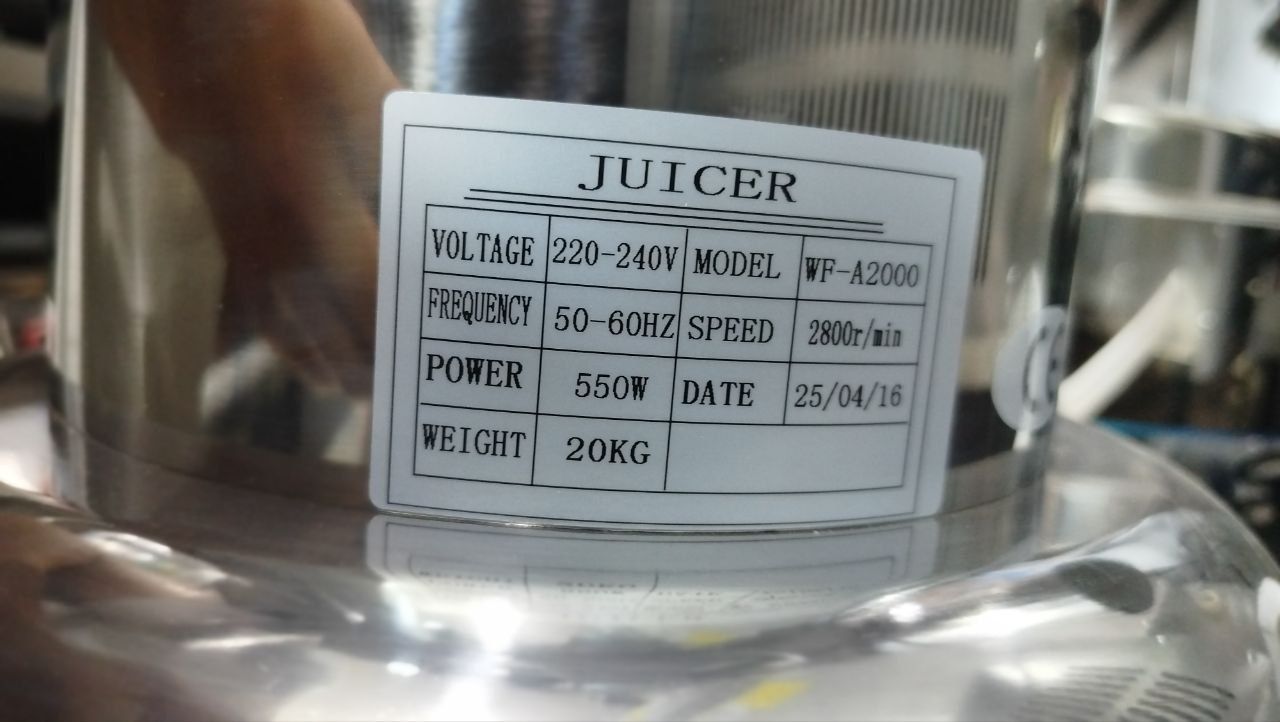 JUICER
VOLTAGE 220-240V MODEL WF-A2000
FREQUENCY 50-60HZ SPEED 2800r/min
POWER 550W DATE 25/04/16
WEIGHT 20KG
CE